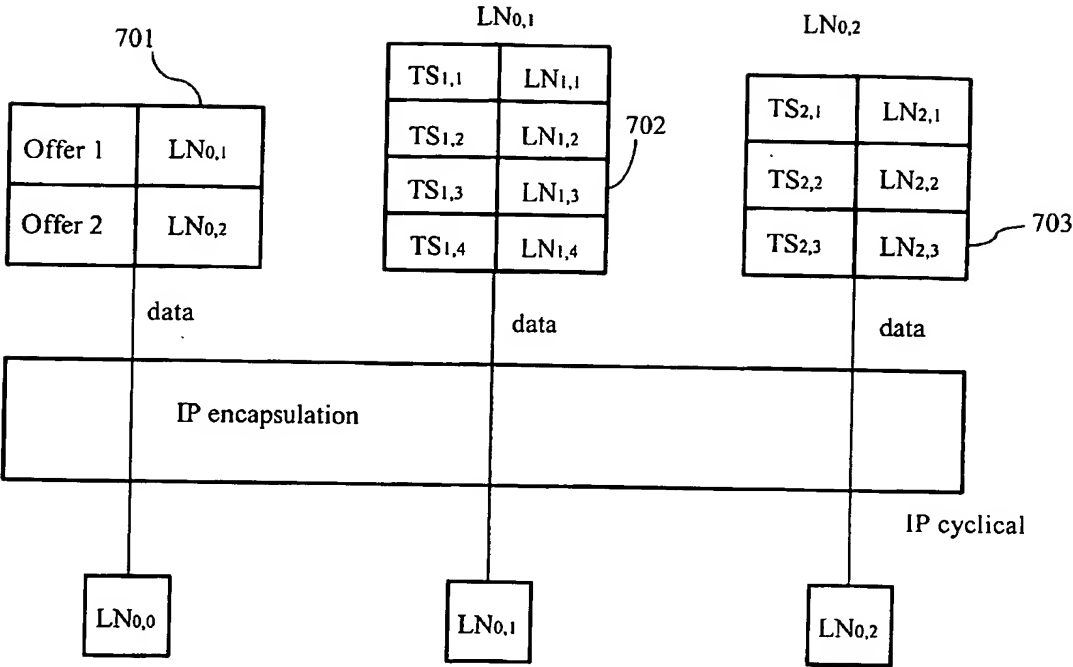 701
Offer 1 LN0,1
Offer 2 LN0,2
data
LN0,1
TS1,1 LN1,1
TS1,2 LN1,2
TS1,3 LN1,3
TS1,4 LN1,4
702
data
LN0,2
TS2,1 LN2,1
TS2,2 LN2,2
TS2,3 LN2,3
703
data
IP encapsulation
IP cyclical
LN0,0
LN0,1
LN0,2